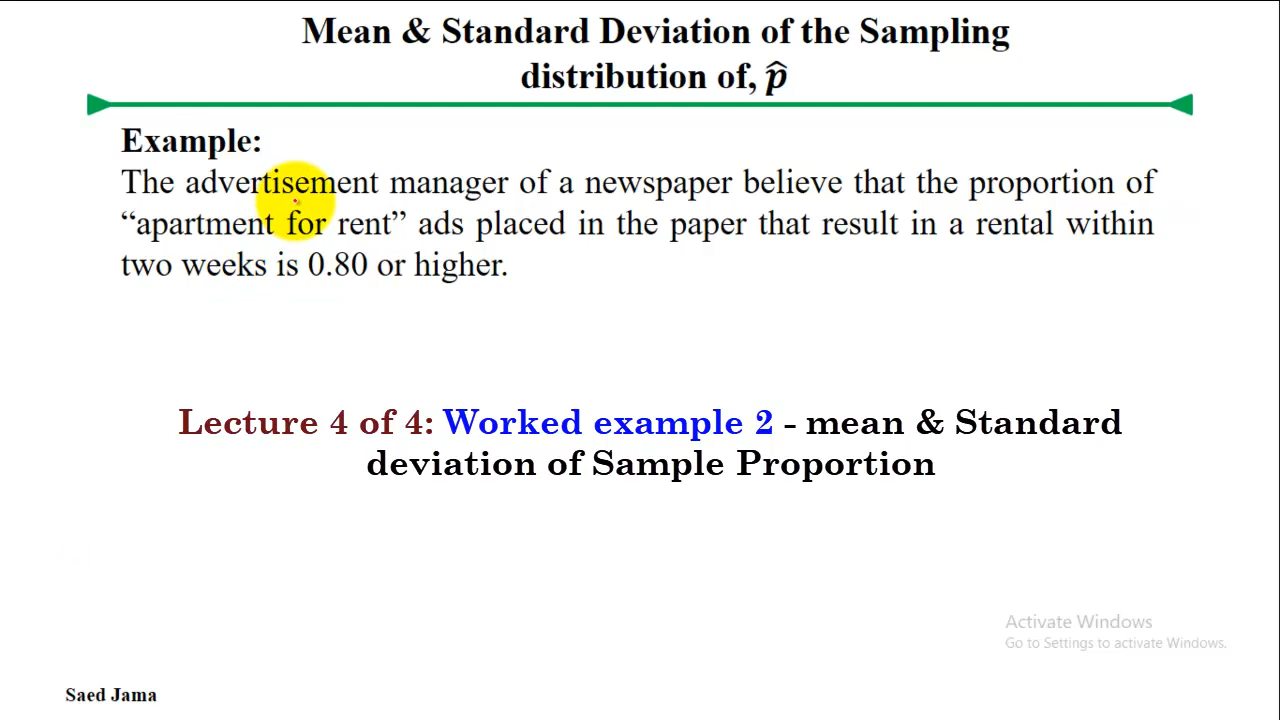 Mean & Standard Deviation of the Sampling
distribution of, p̂
Example:
The advertisement manager of a newspaper believe that the proportion of
“apartment for rent” ads placed in the paper that result in a rental within
two weeks is 0.80 or higher.
Lecture 4 of 4: Worked example 2 - mean & Standard
deviation of Sample Proportion
Activate Windows
Go to Settings to activate Windows.
Saed Jama